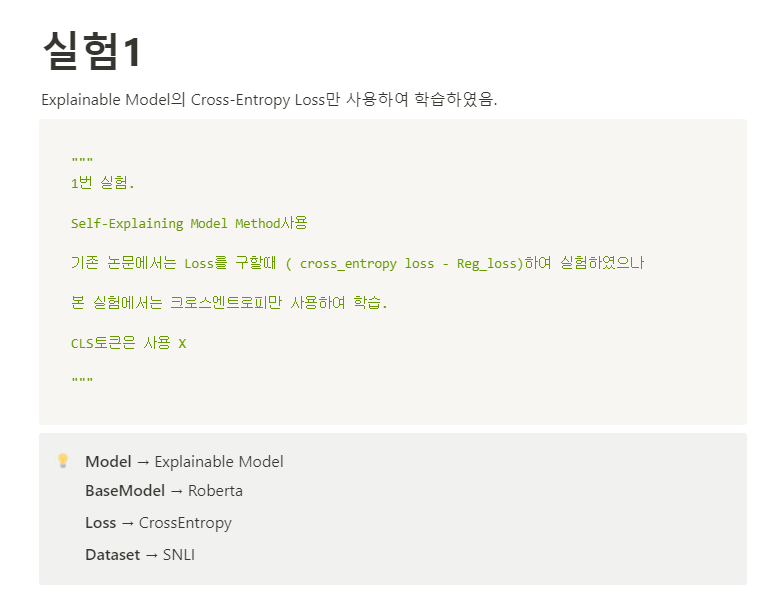 실험1
Explainable Model의 Cross-Entropy Loss만 사용하여 학습하였음.
"""
1번 실험.
Self-Explaining Model Method사용
기존 논문에서는 Loss를 구할때 ( cross_entropy loss - Reg_loss)하여 실험하였으나
본 실험에서는 크로스엔트로피만 사용하여 학습.
CLS토큰은 사용 X
"""
Model → Explainable Model
BaseModel → Roberta
Loss → CrossEntropy
Dataset → SNLI